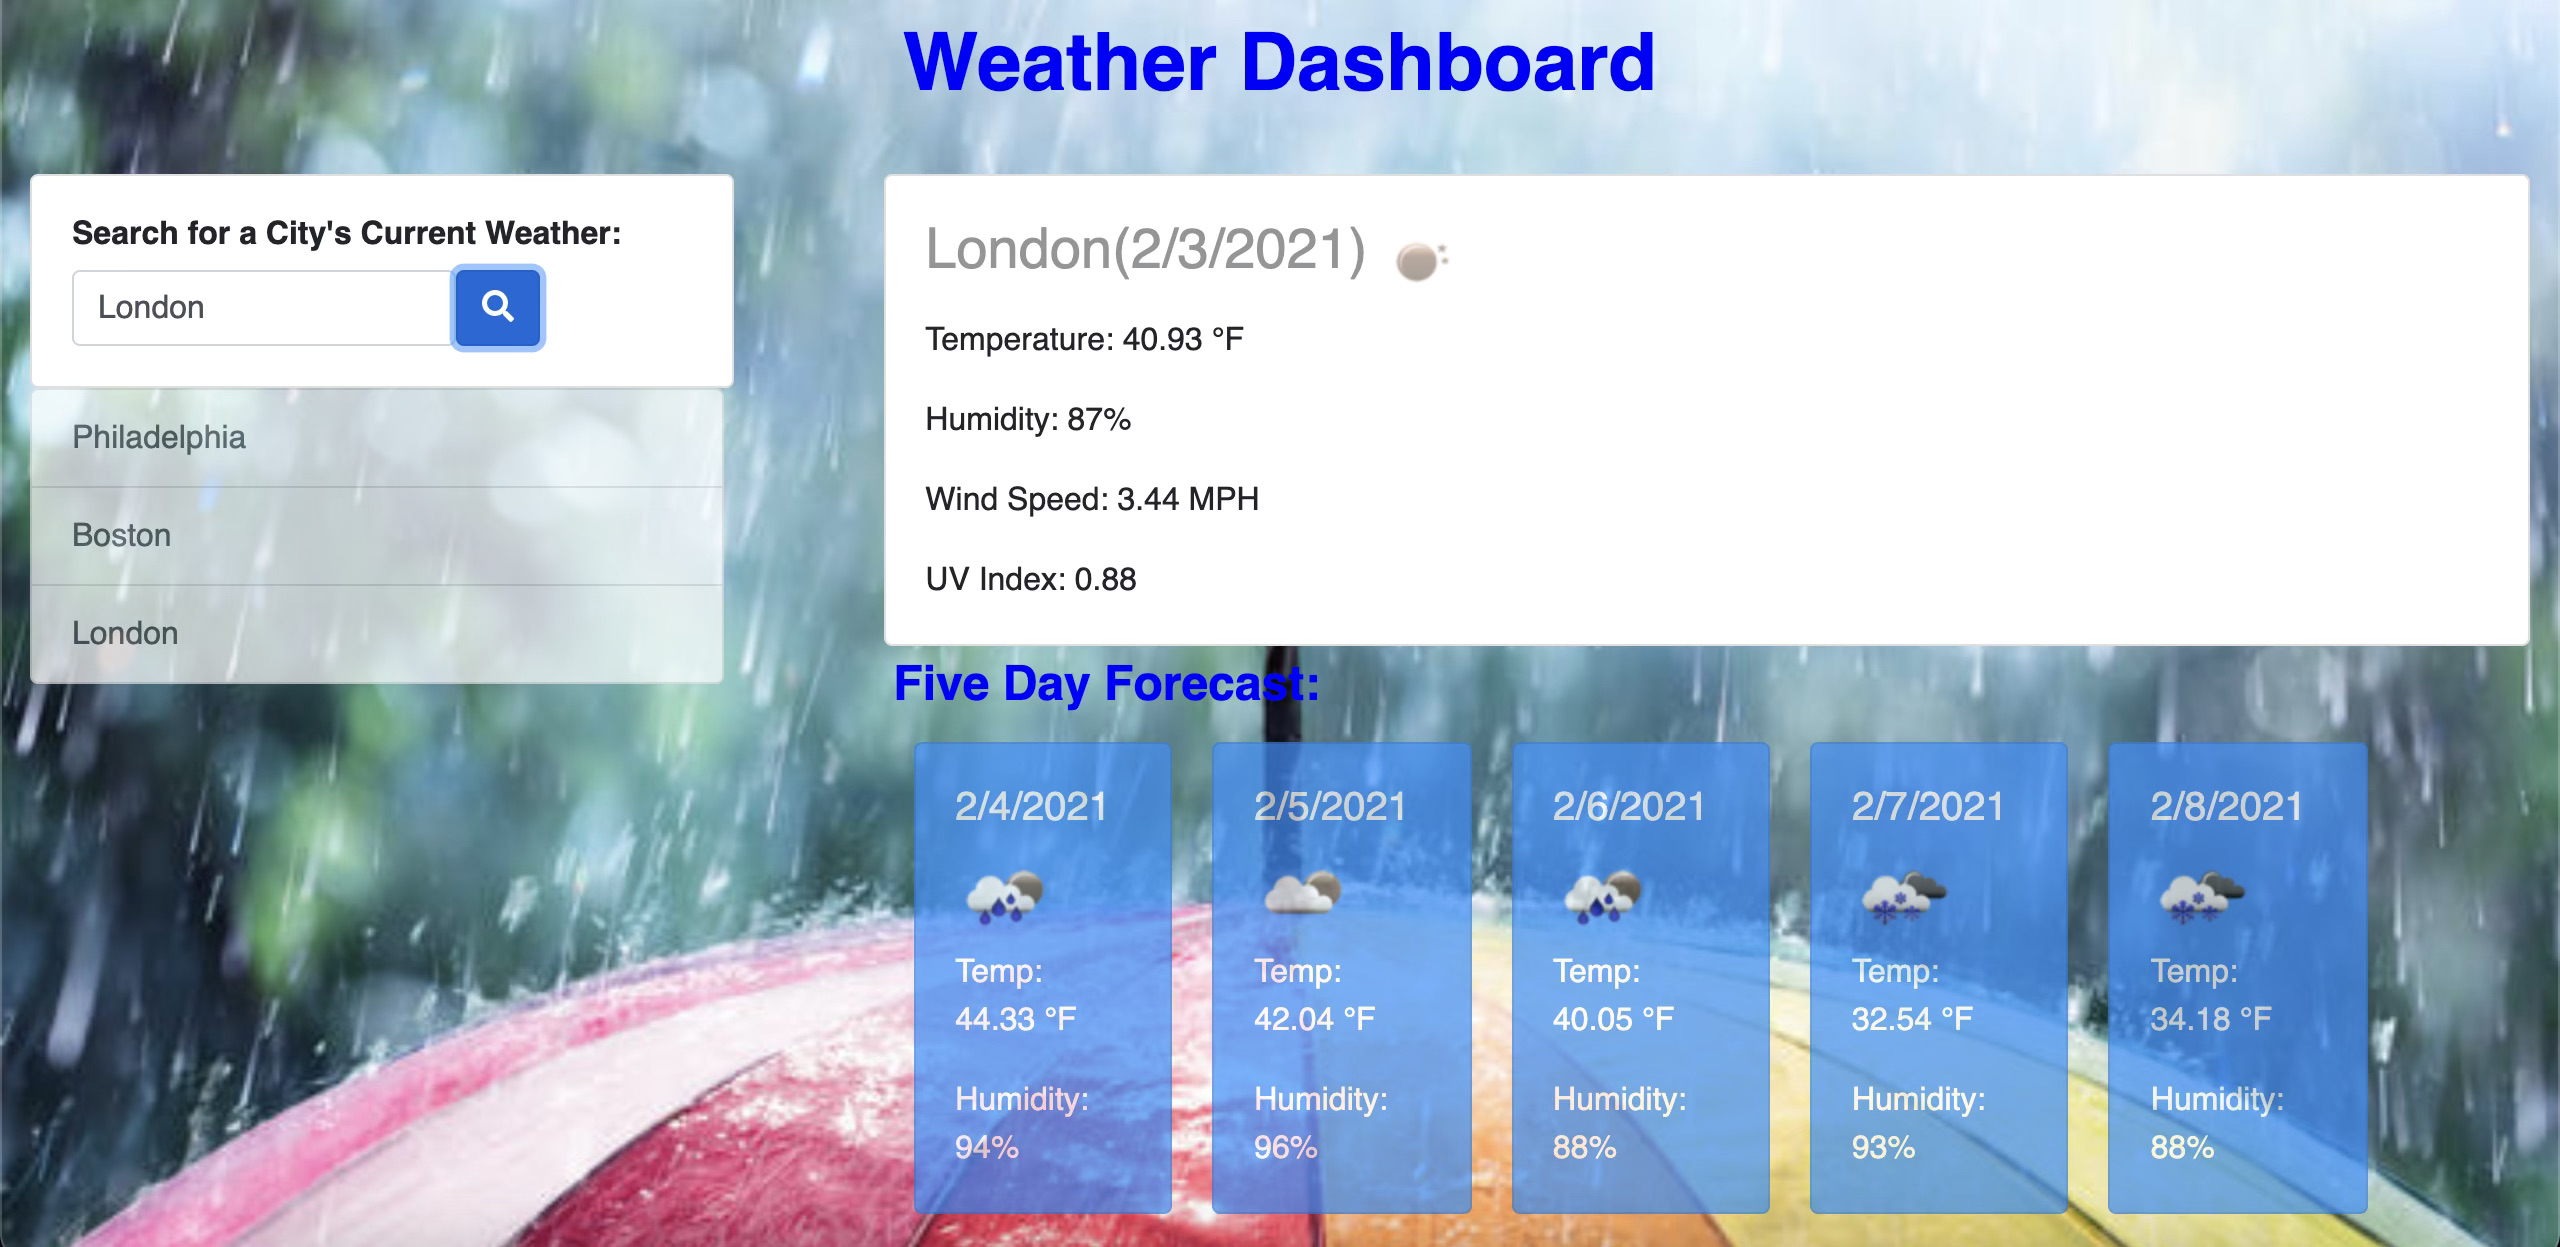 Weather Dashboard
Search for a City's Current Weather:
London
Philadelphia
Boston
London
London(2/3/2021)
Temperature: 40.93 °F
Humidity: 87%
Wind Speed: 3.44 MPH
UV Index: 0.88
Five Day Forecast:
2/4/2021
Temp:
44.33 °F
Humidity:
94%
2/5/2021
Temp:
42.04 °F
Humidity:
96%
2/6/2021
Temp:
40.05 °F
Humidity:
88%
2/7/2021
Temp:
32.54 °F
Humidity:
93%
2/8/2021
Temp:
34.18 °F
Humidity:
88%